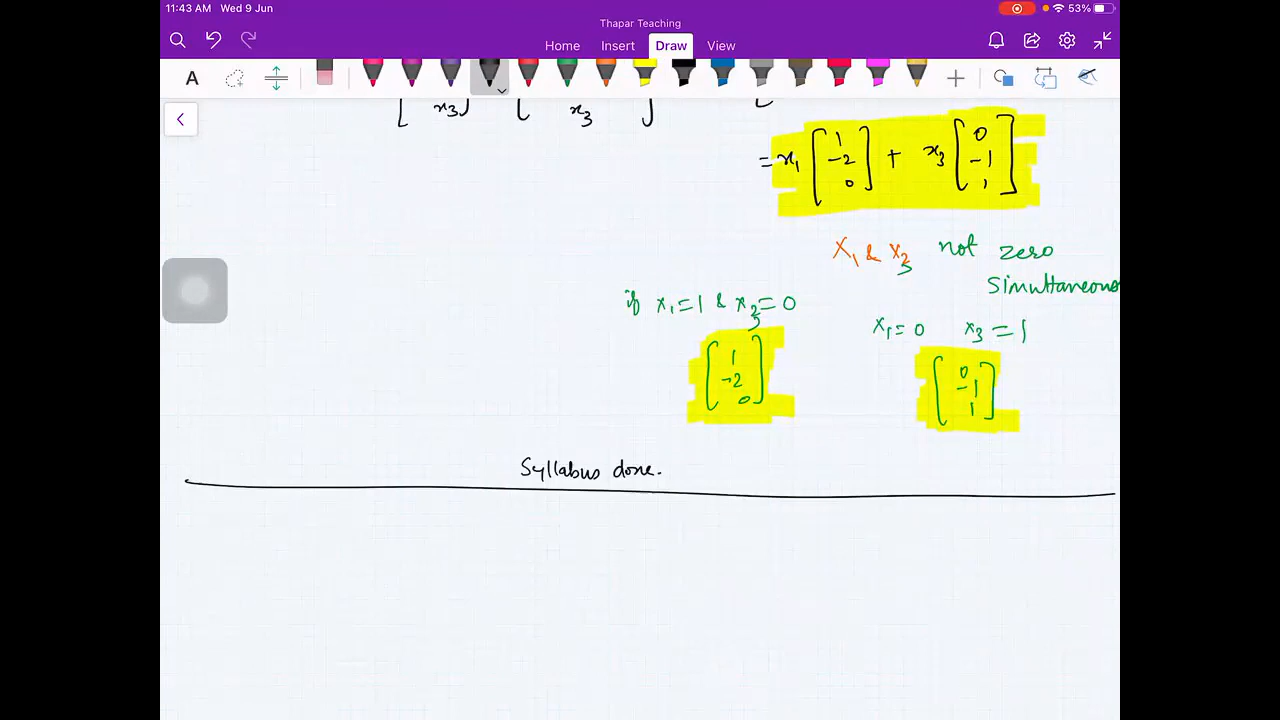 11:43 AM Wed 9 Jun
53%
Thapar Teaching
Home Insert Draw View
A
x3 x3
= x1 [1 -2 0] + x3 [0 -1 1]
x1 & x3 not zero
simultaneous
if x1 = 1 & x3 = 0
x1 = 0 x3 = 1
[1 -2 0] [0 -1 1]
Syllabus done.